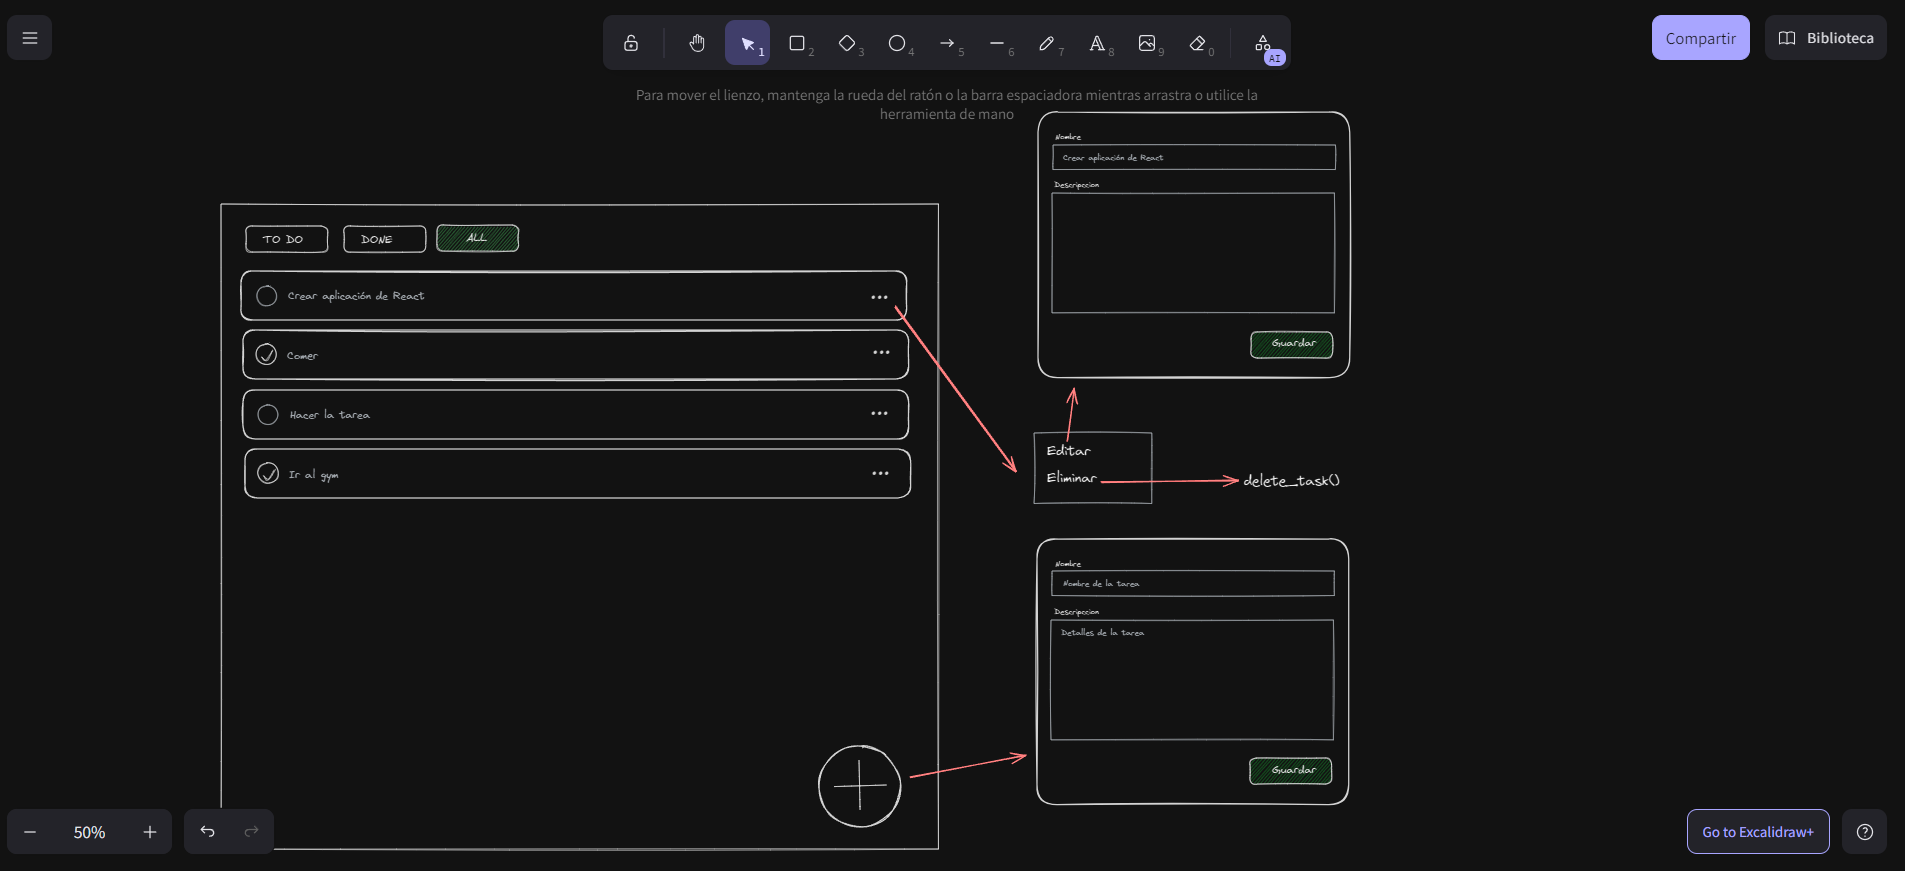 1
2
3
4
5
6
7
8
9
0
AI
Compartir
Biblioteca
Para mover el lienzo, mantenga la rueda del ratón o la barra espaciadora mientras arrastra o utilice la
herramienta de mano
Nombre
Crear aplicación de React
Descripccion
Guardar
TO DO
DONE
ALL
Crear aplicación de React
Comer
Hacer la tarea
Ir al gym
Editar
Eliminar
delete_task()
Nombre
Nombre de la tarea
Descripccion
Detalles de la tarea
Guardar
50%
Go to Excalidraw+